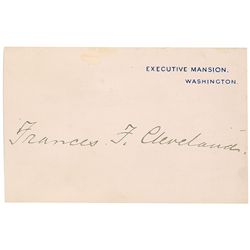 EXECUTIVE MANSION.
WASHINGTON.
Frances. F. Cleveland.